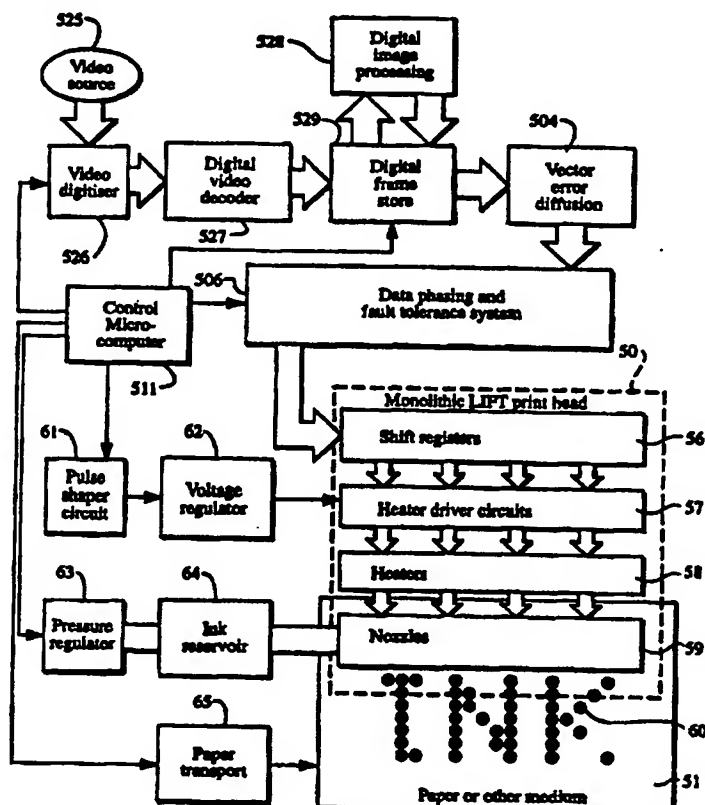 525
Video
source
528
Digital
image
processing
529
504
Video
digitiser
526
Digital
video
decoder
527
Digital
frame
store
Vector
error
diffusion
506
Control
Micro-
computer
511
Data phasing and
fault tolerance system
50
Monolithic LIFT print head
Shift registers
56
61
Pulse
shaper
circuit
62
Voltage
regulator
Heater driver circuits
57
Heaters
58
63
Pressure
regulator
64
Ink
reservoir
Nozzles
59
65
Paper
transport
INK
60
51
Paper or other medium